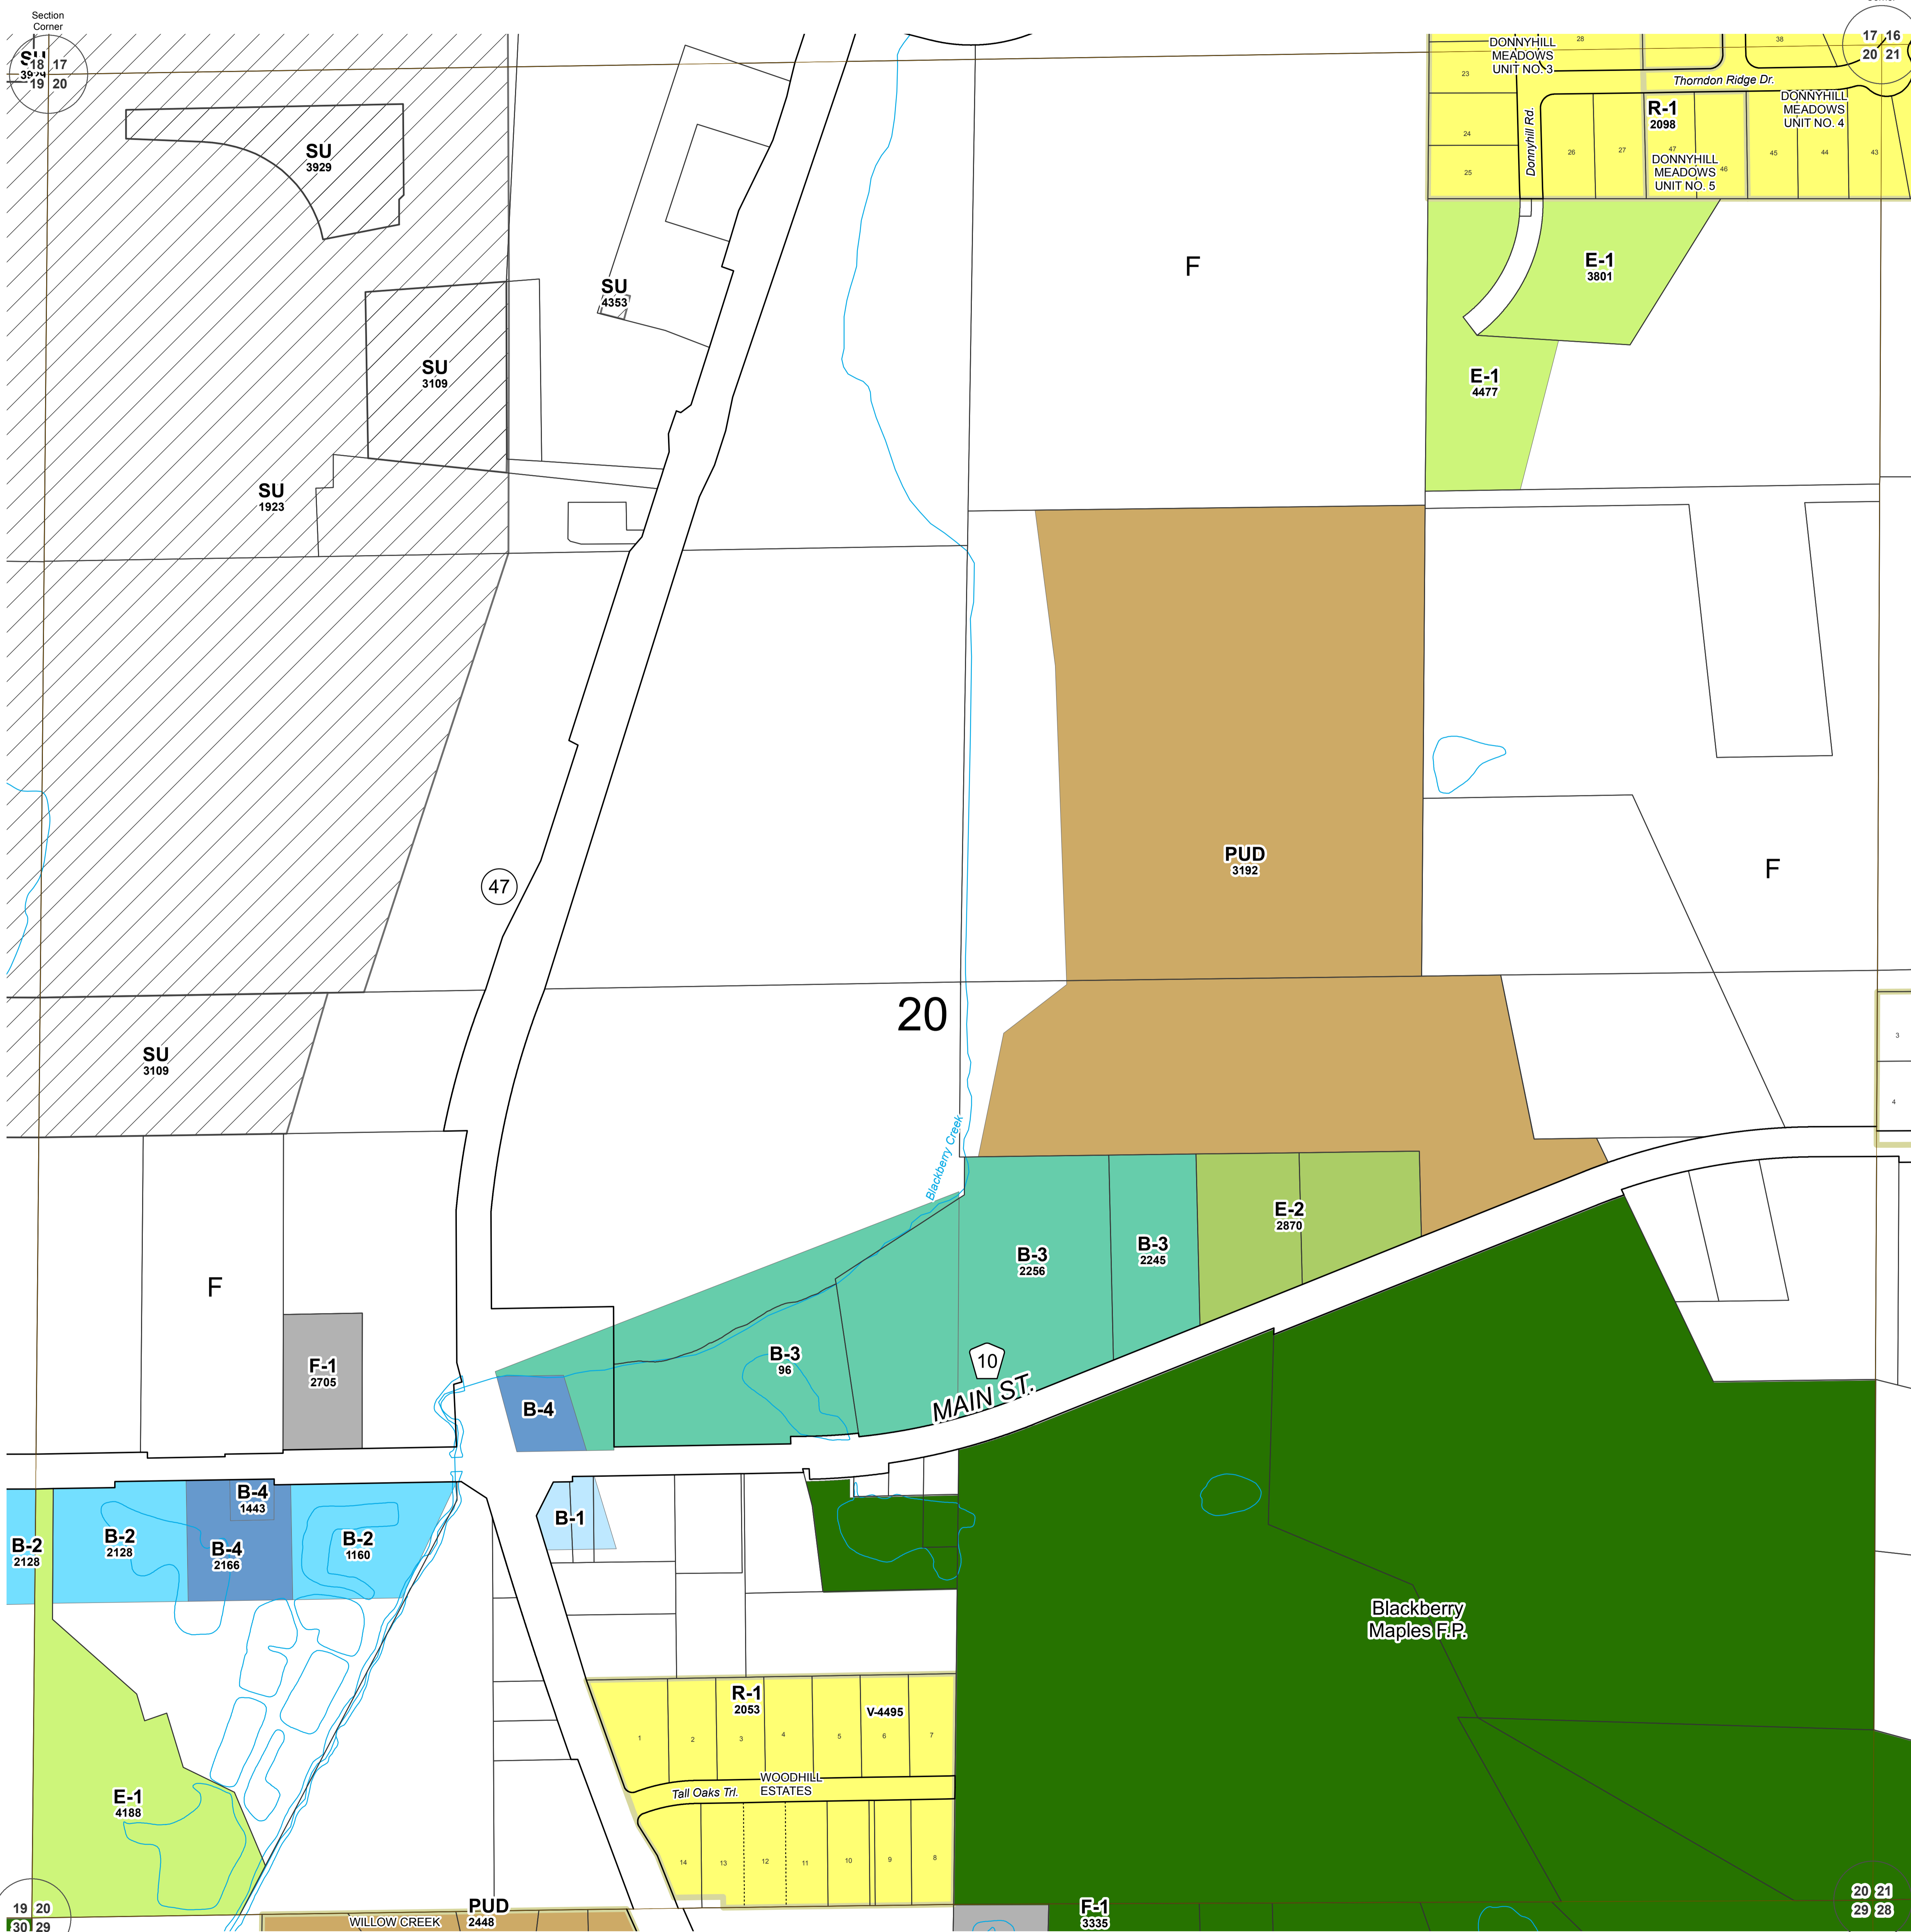 Section
Corner
Corner
SU
3929
18 17
19 20
17 16
20 21
DONNYHILL
MEADOWS
UNIT NO. 3
28
38
23
Thorndon Ridge Dr.
DONNYHILL
MEADOWS
UNIT NO. 4
R-1
2098
Donnyhill Rd.
24
25
26
27
47
46
45
44
43
DONNYHILL
MEADOWS
UNIT NO. 5
SU
3929
F
E-1
3801
SU
4353
SU
3109
E-1
4477
SU
1923
PUD
3192
F
47
20
SU
3109
3
4
Blackberry Creek
E-2
2870
B-3
2256
B-3
2245
F
F-1
2705
B-3
96
10
MAIN ST.
B-4
B-4
1443
B-1
B-2
2128
B-2
2128
B-4
2166
B-2
1160
Blackberry
Maples F.P.
R-1
2053
V-4495
1
2
3
4
5
6
7
WOODHILL
ESTATES
Tall Oaks Trl.
E-1
4188
14
13
12
11
10
9
8
PUD
2448
WILLOW CREEK
F-1
3335
19 20
30 29
20 21
29 28